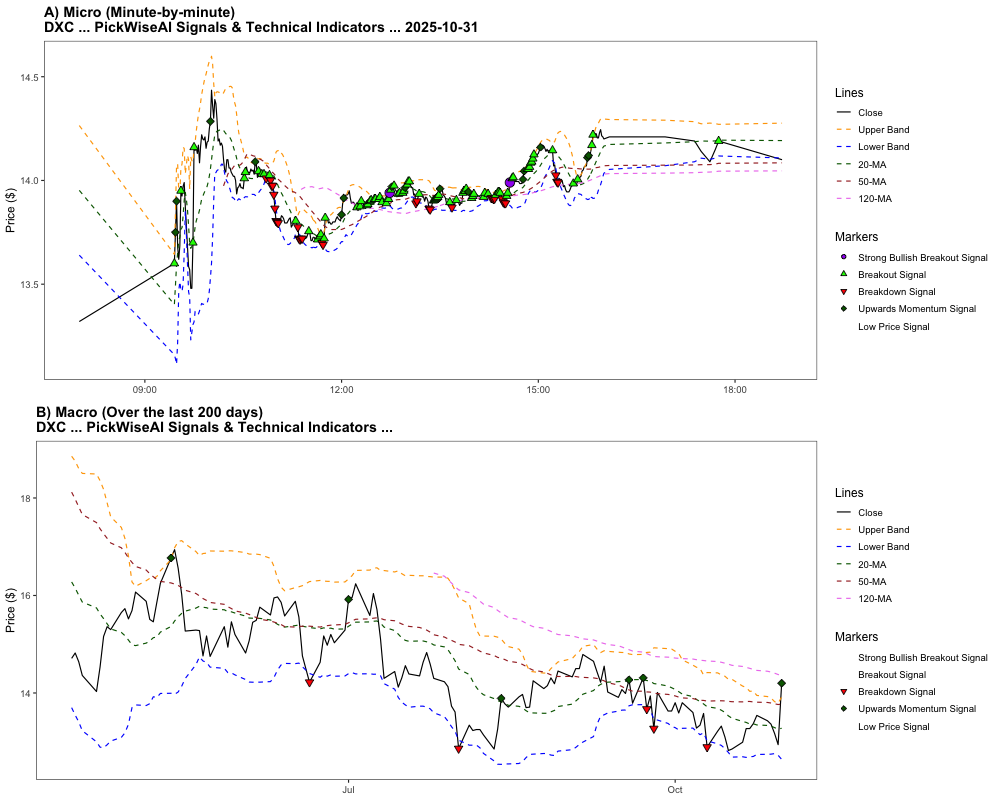 A) Micro (Minute-by-minute)
DXC ... PickWiseAI Signals & Technical Indicators ... 2025-10-31
Price ($)
14.5
14.0
13.5
09:00
12:00
15:00
18:00
Lines
Close
Upper Band
Lower Band
20-MA
50-MA
120-MA
Markers
Strong Bullish Breakout Signal
Breakout Signal
Breakdown Signal
Upwards Momentum Signal
Low Price Signal
B) Macro (Over the last 200 days)
DXC ... PickWiseAI Signals & Technical Indicators ...
Price ($)
18
16
14
Jul
Oct
Lines
Close
Upper Band
Lower Band
20-MA
50-MA
120-MA
Markers
Strong Bullish Breakout Signal
Breakout Signal
Breakdown Signal
Upwards Momentum Signal
Low Price Signal